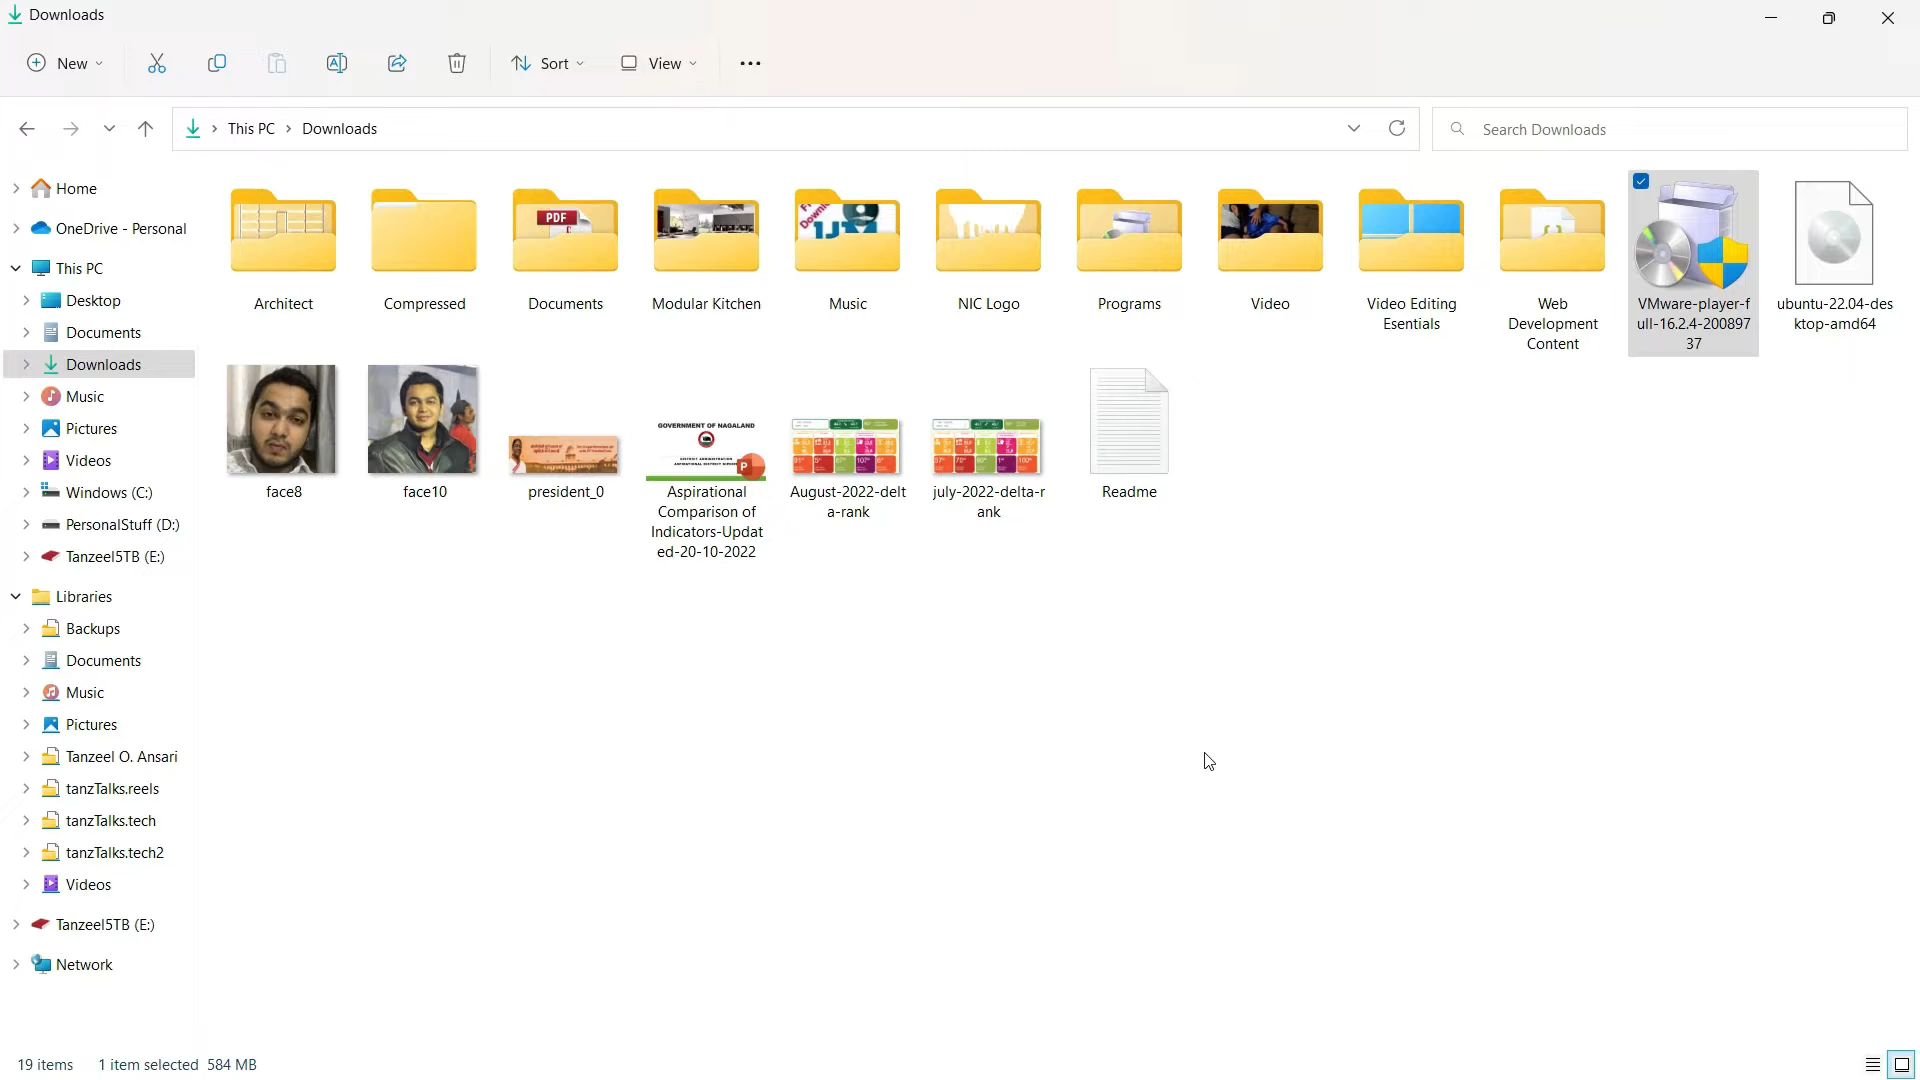 Downloads
New
Sort
View
This PC
Downloads
Search Downloads
Home
OneDrive - Personal
This PC
Desktop
Documents
Downloads
Music
Pictures
Videos
Windows (C:)
PersonalStuff (D:)
Tanzeel5TB (E:)
Libraries
Backups
Documents
Music
Pictures
Tanzeel O. Ansari
tanzTalks.reels
tanzTalks.tech
tanzTalks.tech2
Videos
Tanzeel5TB (E:)
Network
PDF
Architect
Compressed
Documents
Modular Kitchen
Music
NIC Logo
Programs
Video
Video Editing
Esentials
Web
Development
Content
VMware-player-f
ull-16.2.4-200897
37
ubuntu-22.04-des
ktop-amd64
GOVERNMENT OF NAGALAND
face8
face10
president_0
Aspirational
Comparison of
Indicators-Updat
ed-20-10-2022
August-2022-delt
a-rank
july-2022-delta-r
ank
Readme
19 items
1 item selected 584 MB